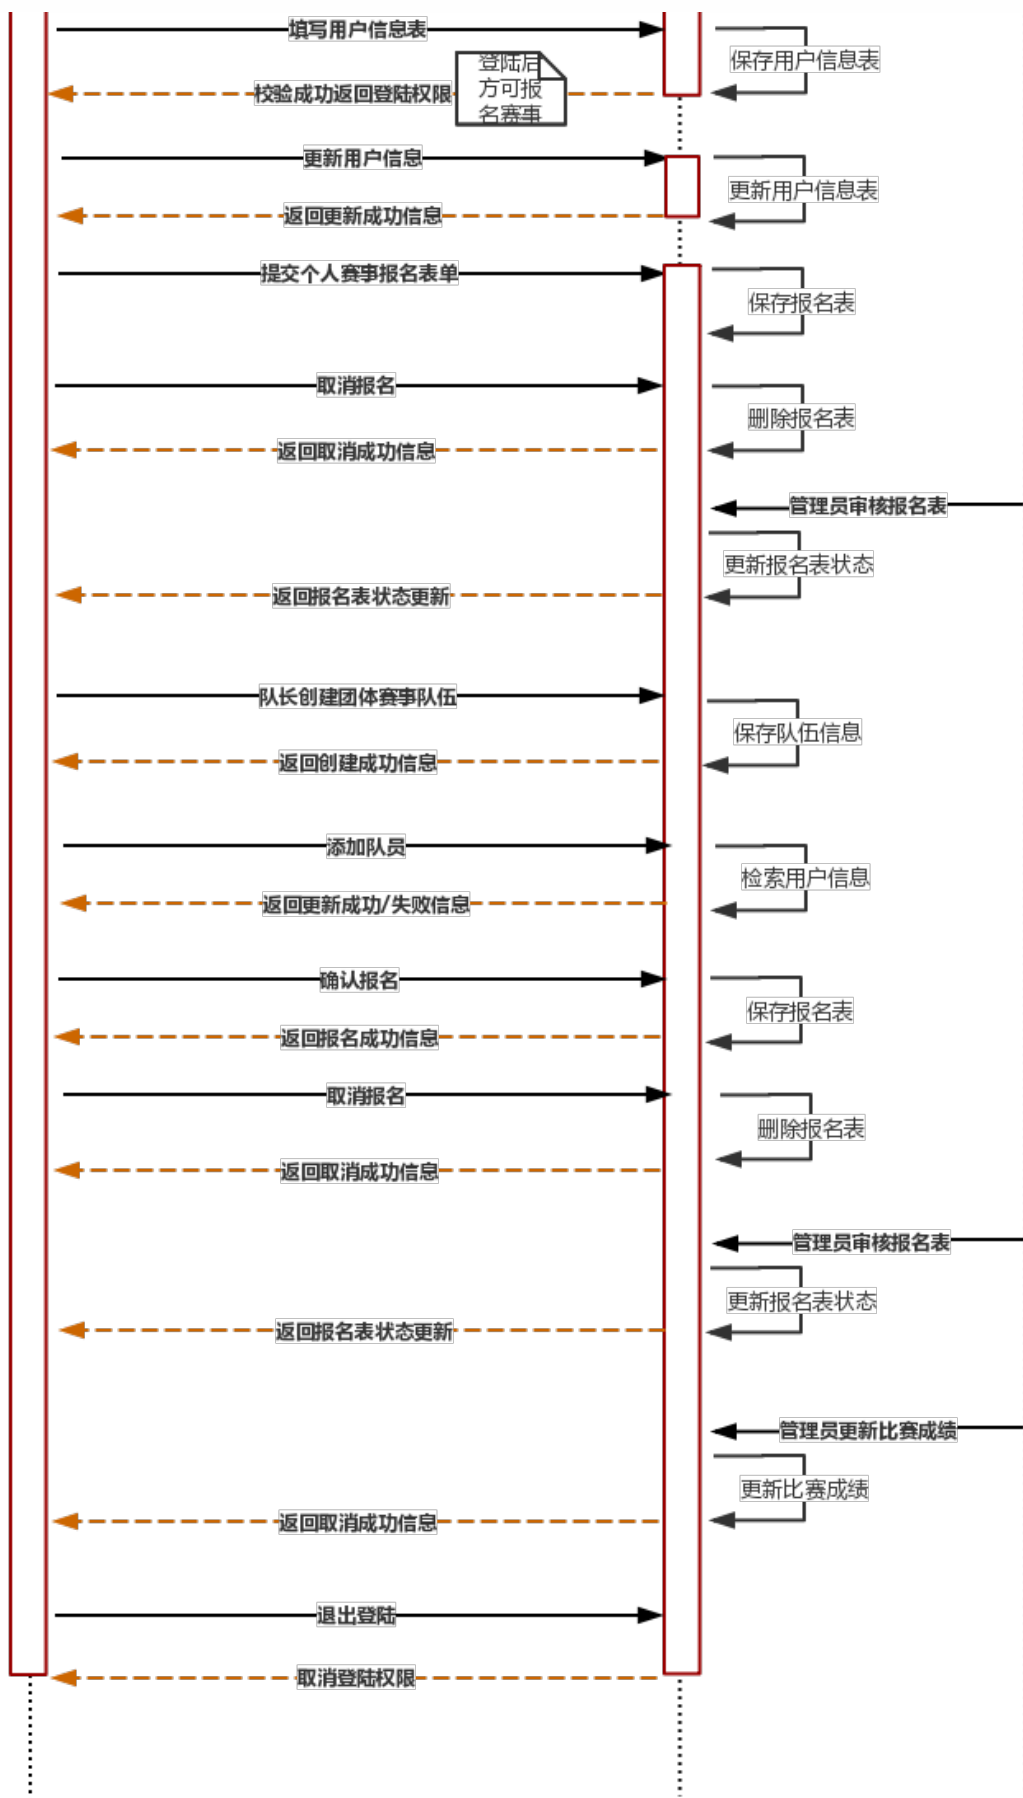 填写用户信息表
保存用户信息表
登陆后
方可报
名赛事
校验成功返回登陆权限
更新用户信息
更新用户信息表
返回更新成功信息
提交个人赛事报名表单
保存报名表
取消报名
删除报名表
返回取消成功信息
管理员审核报名表
更新报名表状态
返回报名表状态更新
队长创建团体赛事队伍
保存队伍信息
返回创建成功信息
添加队员
检索用户信息
返回更新成功/失败信息
确认报名
保存报名表
返回报名成功信息
取消报名
删除报名表
返回取消成功信息
管理员审核报名表
更新报名表状态
返回报名表状态更新
管理员更新比赛成绩
更新比赛成绩
返回取消成功信息
退出登陆
取消登陆权限